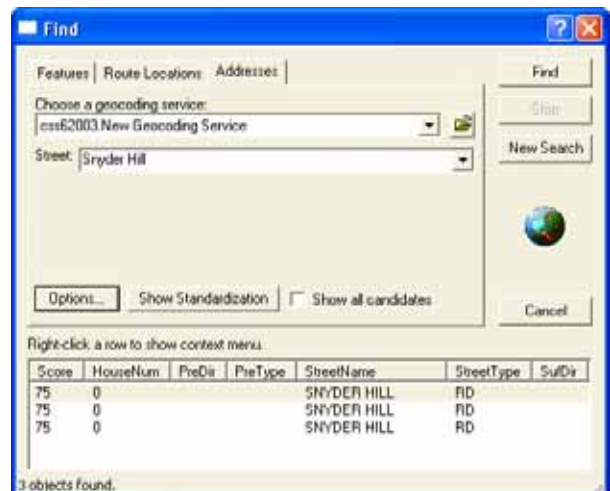 Find
Features Route Locations Addresses
Find
Choose a geocoding service:
css62003.New Geocoding Service
Stop
Street: Snyder Hill
New Search
Options... Show Standardization Show all candidates
Cancel
Right-click a row to show context menu.
Score HouseNum PreDir PreType StreetName StreetType SufDir
75 0 SNYDER HILL RD
75 0 SNYDER HILL RD
75 0 SNYDER HILL RD
3 objects found.